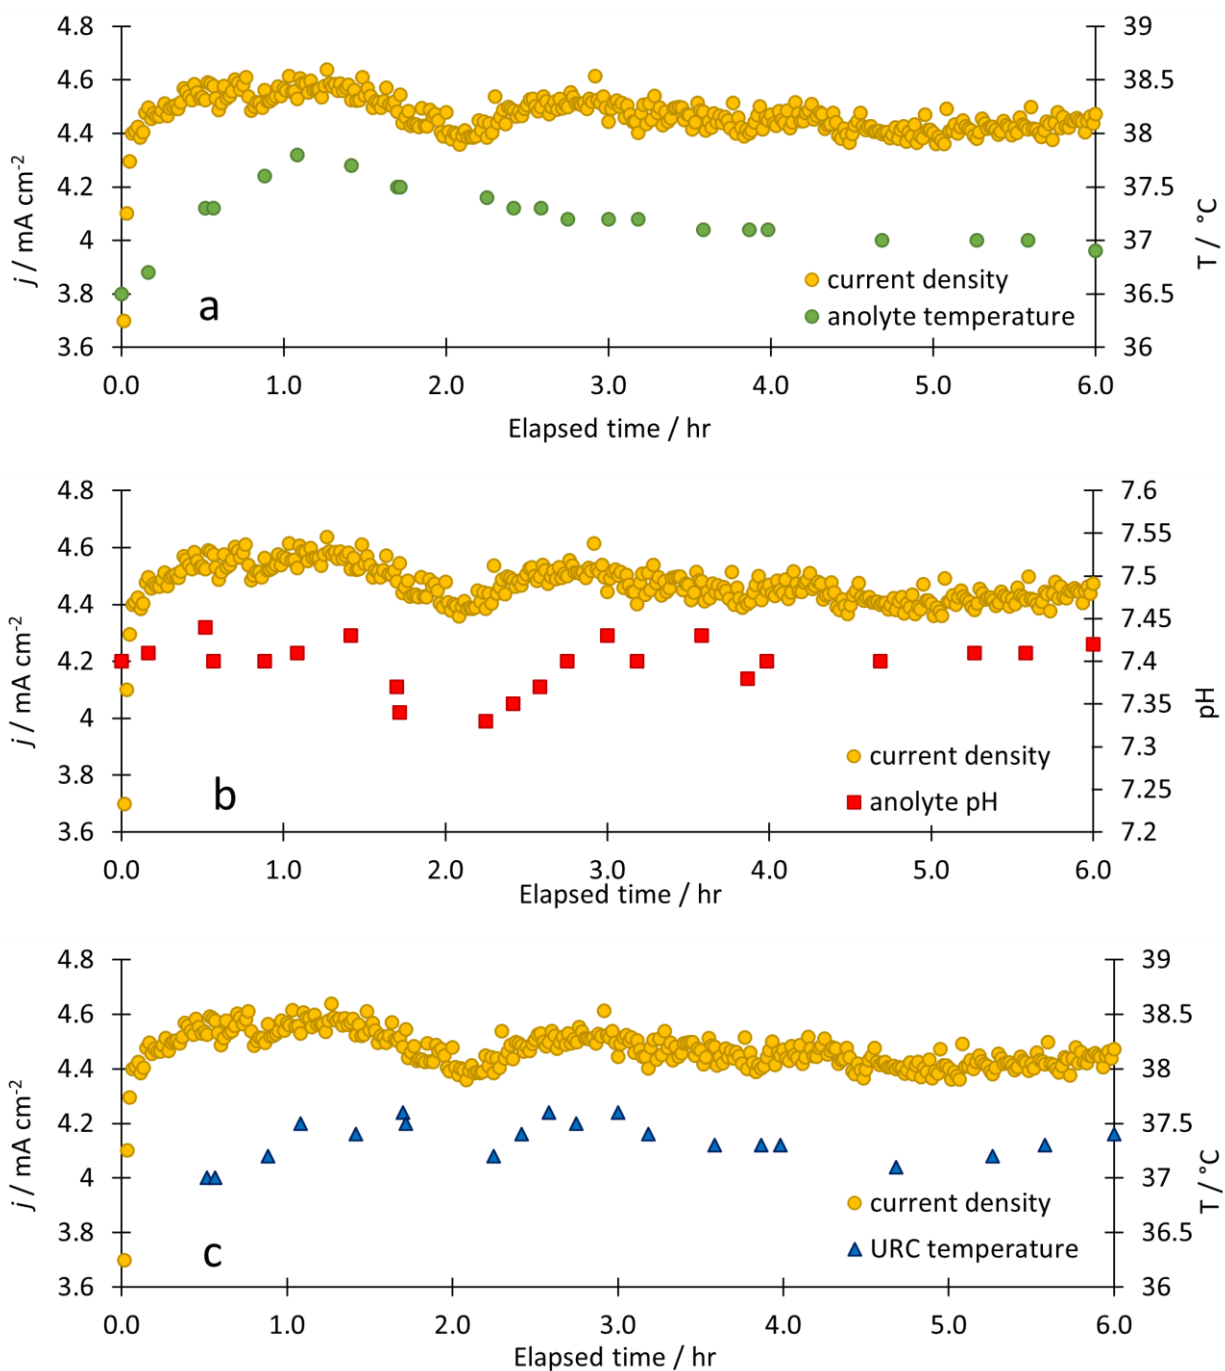 4.8
4.6
4.4
4.2
4
3.8
3.6
j / mA cm⁻²
39
38.5
38
37.5
37
36.5
36
T / °C
current density
anolyte temperature
a
0.0 1.0 2.0 3.0 4.0 5.0 6.0
Elapsed time / hr
4.8
4.6
4.4
4.2
4
3.8
3.6
j / mA cm⁻²
7.6
7.55
7.5
7.45
7.4
7.35
7.3
7.25
7.2
pH
current density
anolyte pH
b
0.0 1.0 2.0 3.0 4.0 5.0 6.0
Elapsed time / hr
4.8
4.6
4.4
4.2
4
3.8
3.6
j / mA cm⁻²
39
38.5
38
37.5
37
36.5
36
T / °C
current density
URC temperature
c
0.0 1.0 2.0 3.0 4.0 5.0 6.0
Elapsed time / hr